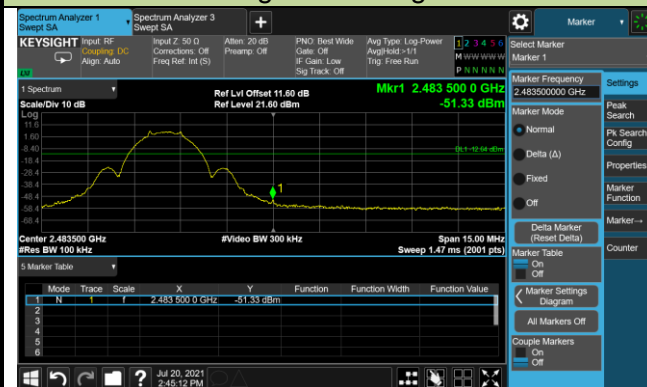 Spectrum Analyzer 1
Swept SA
Spectrum Analyzer 3
Swept SA
Marker
KEYSIGHT
Input: RF
Coupling: DC
Align: Auto
Input Z: 50 Ω
Corrections: Off
Freq Ref: Int (S)
Atten: 20 dB
Preamp: Off
PNO: Best Wide
Gate: Off
IF Gain: Low
Sig Track: Off
Avg Type: Log-Power
Avg|Hold:>1/1
Trig: Free Run
1 2 3 4 5 6
M W W W W W
P N N N N N
Select Marker
Marker 1
1 Spectrum
Scale/Div 10 dB
Log
Ref Lvl Offset 11.60 dB
Ref Level 21.60 dBm
Mkr1 2.483 500 0 GHz
-51.33 dBm
11.6
1.60
-8.40
-18.4
-28.4
-38.4
-48.4
-58.4
-68.4
DL1 -12.64 dBm
1
Center 2.483500 GHz
#Res BW 100 kHz
#Video BW 300 kHz
Span 15.00 MHz
Sweep 1.47 ms (2001 pts)
5 Marker Table
Mode Trace Scale X Y Function Function Width Function Value
1 N 1 f 2.483 500 0 GHz -51.33 dBm
2
3
4
5
6
Jul 20, 2021
2:45:12 PM
Marker Frequency
2.483500000 GHz
Marker Mode
Normal
Delta (Δ)
Fixed
Off
Delta Marker
(Reset Delta)
Marker Table
On
Off
Marker Settings
Diagram
All Markers Off
Couple Markers
On
Off
Settings
Peak
Search
Pk Search
Config
Properties
Marker
Function
Marker→
Counter